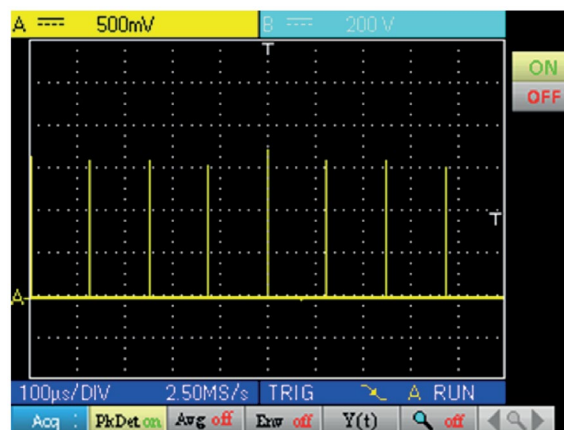 A 500mV B 200 V
T
ON
OFF
T
A
100µs/DIV 2.50MS/s TRIG A RUN
Acq : PkDet on Avg off Env off Y(t) off